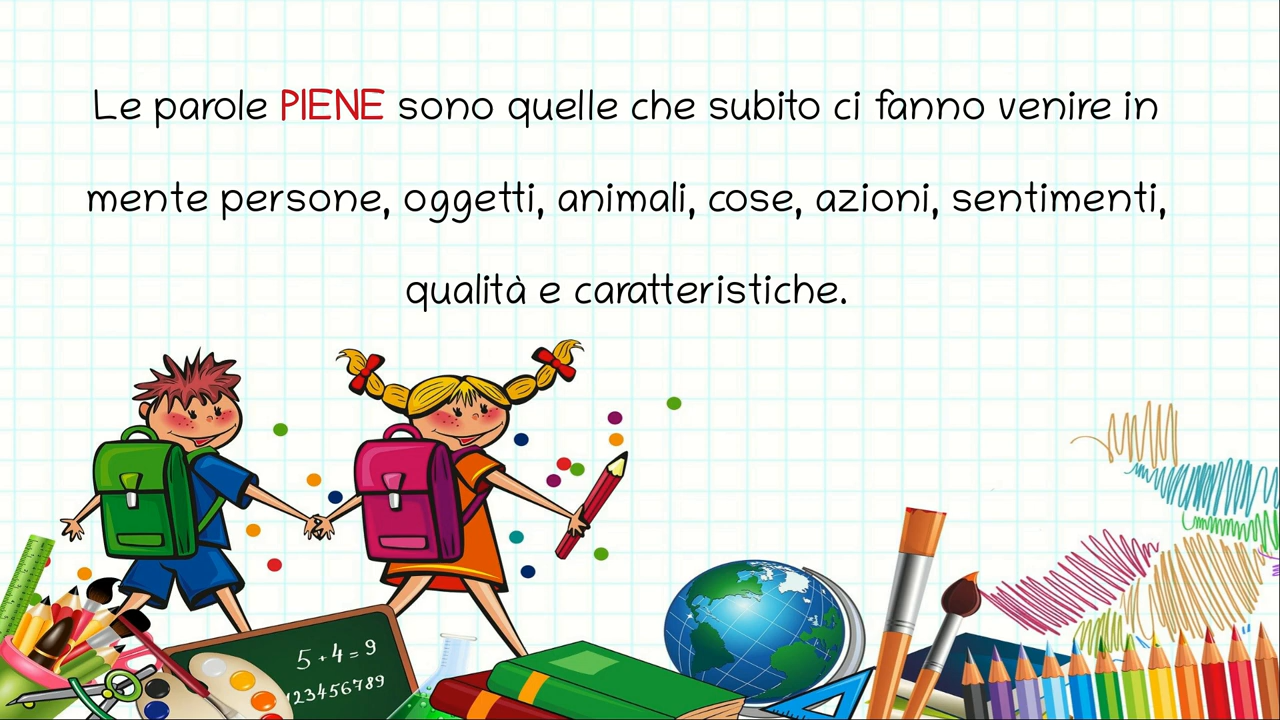 Le parole PIENE sono quelle che subito ci fanno venire in
mente persone, oggetti, animali, cose, azioni, sentimenti,
qualità e caratteristiche.
5+4=9
123456789